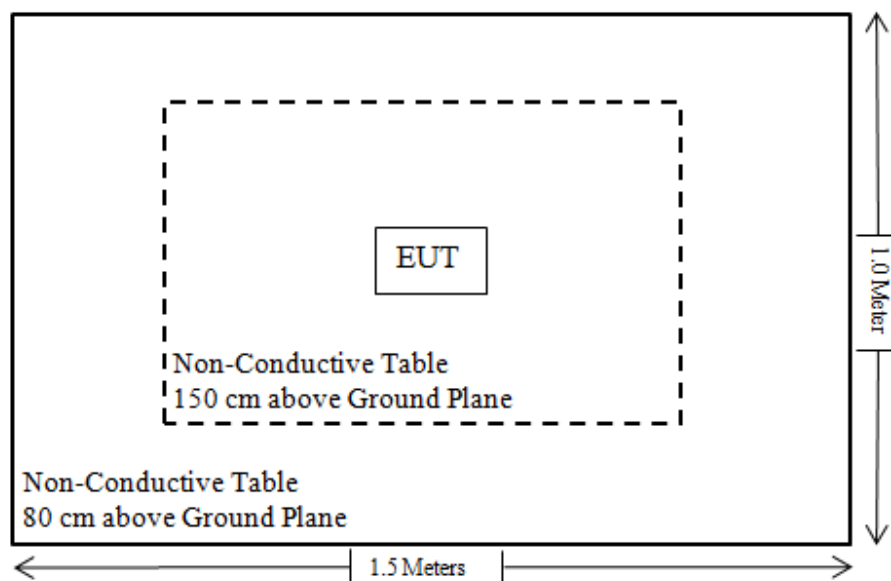 EUT
Non-Conductive Table
150 cm above Ground Plane
Non-Conductive Table
80 cm above Ground Plane
1.0 Meter
1.5 Meters